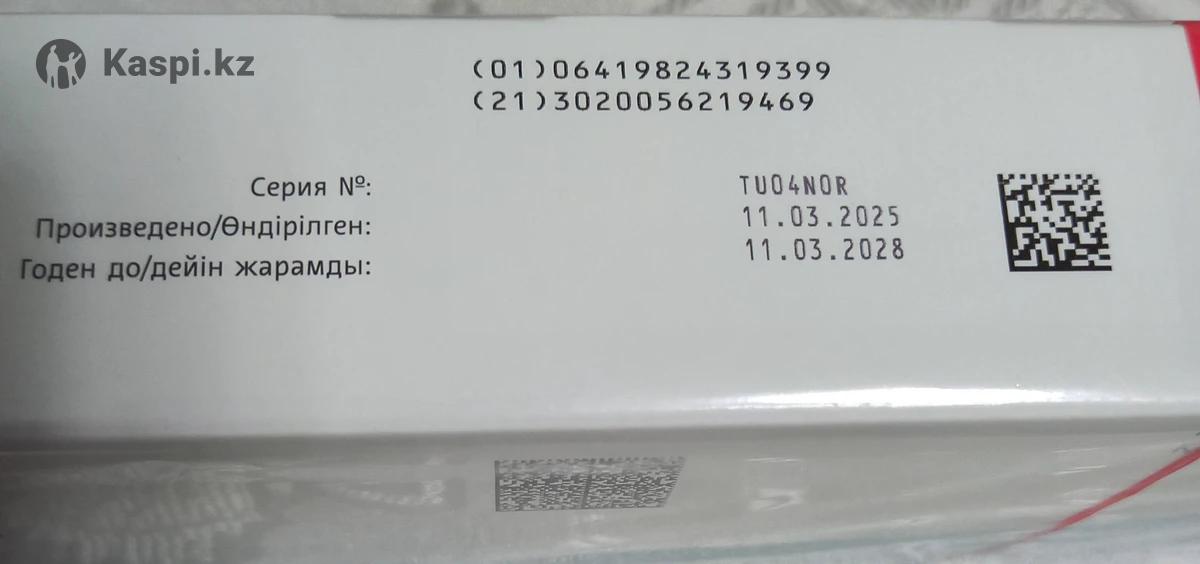 Kaspi.kz
(01)06419824319399
(21)3020056219469
Серия №: TU04N0R
Произведено/Өндірілген: 11.03.2025
Годен до/дейін жарамды: 11.03.2028